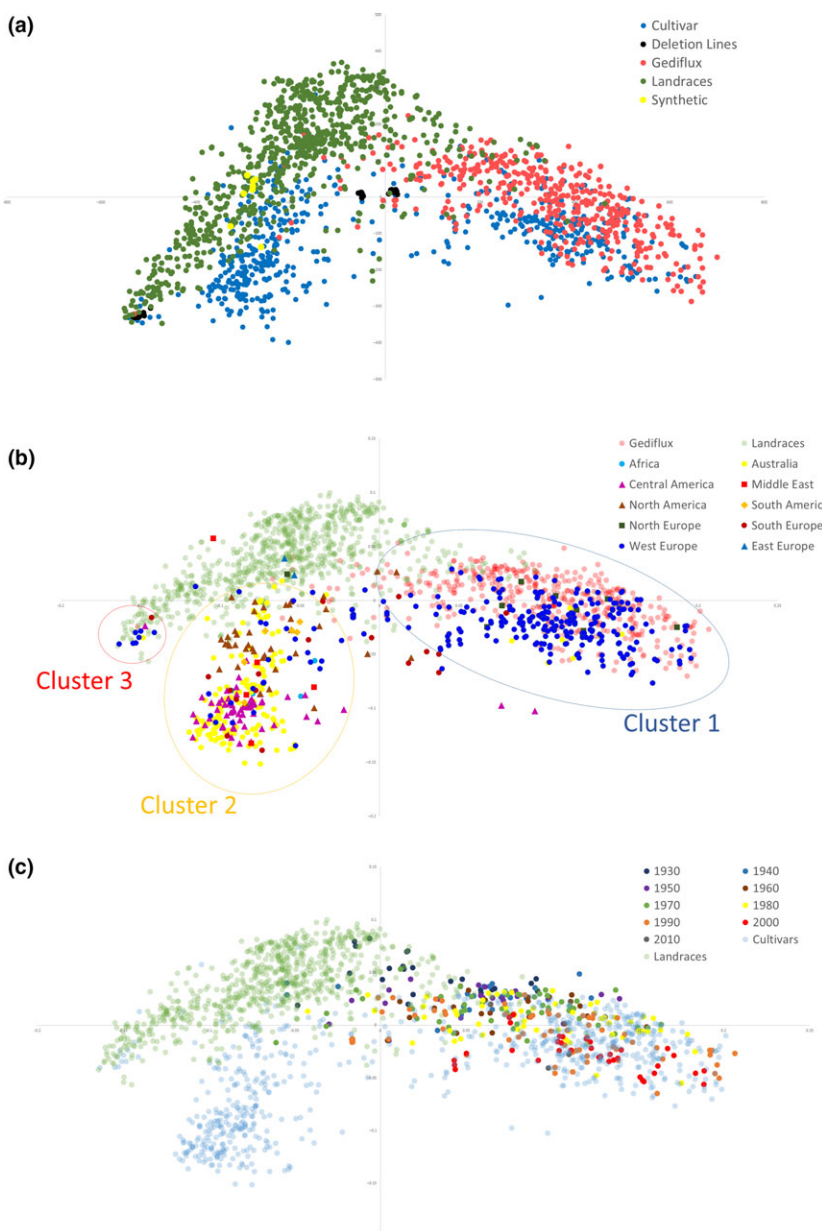 (a)
Cultivar
Deletion Lines
Gediflux
Landraces
Synthetic
(b)
Gediflux Landraces
Africa Australia
Central America Middle East
North America South Americ
North Europe South Europe
West Europe East Europe
Cluster 3
Cluster 1
Cluster 2
(c)
1930 1940
1950 1960
1970 1980
1990 2000
2010 Cultivars
Landraces